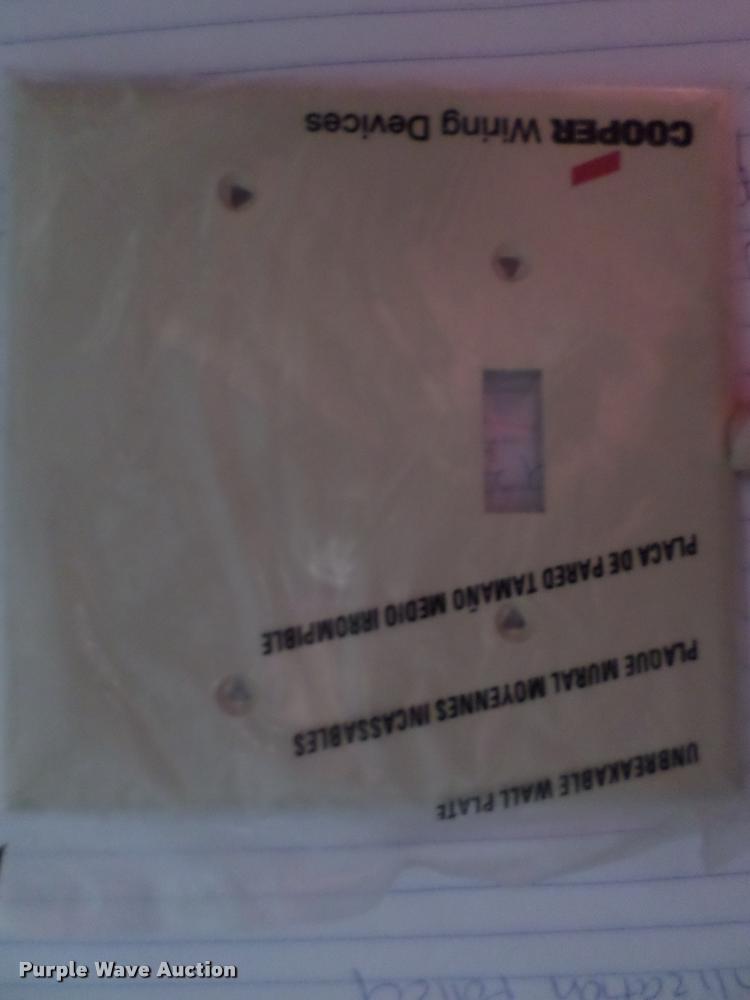 UNBREAKABLE WALL PLATE
PLAQUE MURAL MOYENNES INCASSABLES
PLACA DE PARED TAMAÑO MEDIO IRROMPIBLE
COOPER Wiring Devices
Purple Wave Auction